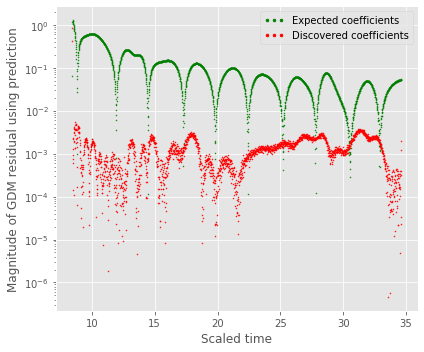 Expected coefficients
Discovered coefficients
10⁰
10⁻¹
10⁻²
10⁻³
10⁻⁴
10⁻⁵
10⁻⁶
Magnitude of GDM residual using prediction
10 15 20 25 30 35
Scaled time